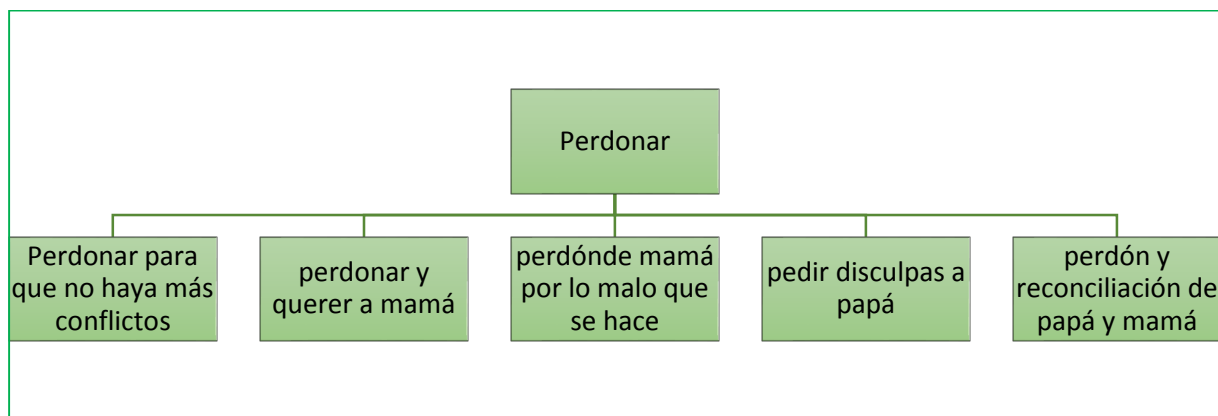 Perdonar
Perdonar para
que no haya más
conflictos
perdonar y
querer a mamá
perdónde mamá
por lo malo que
se hace
pedir disculpas a
papá
perdón y
reconciliación de
papá y mamá